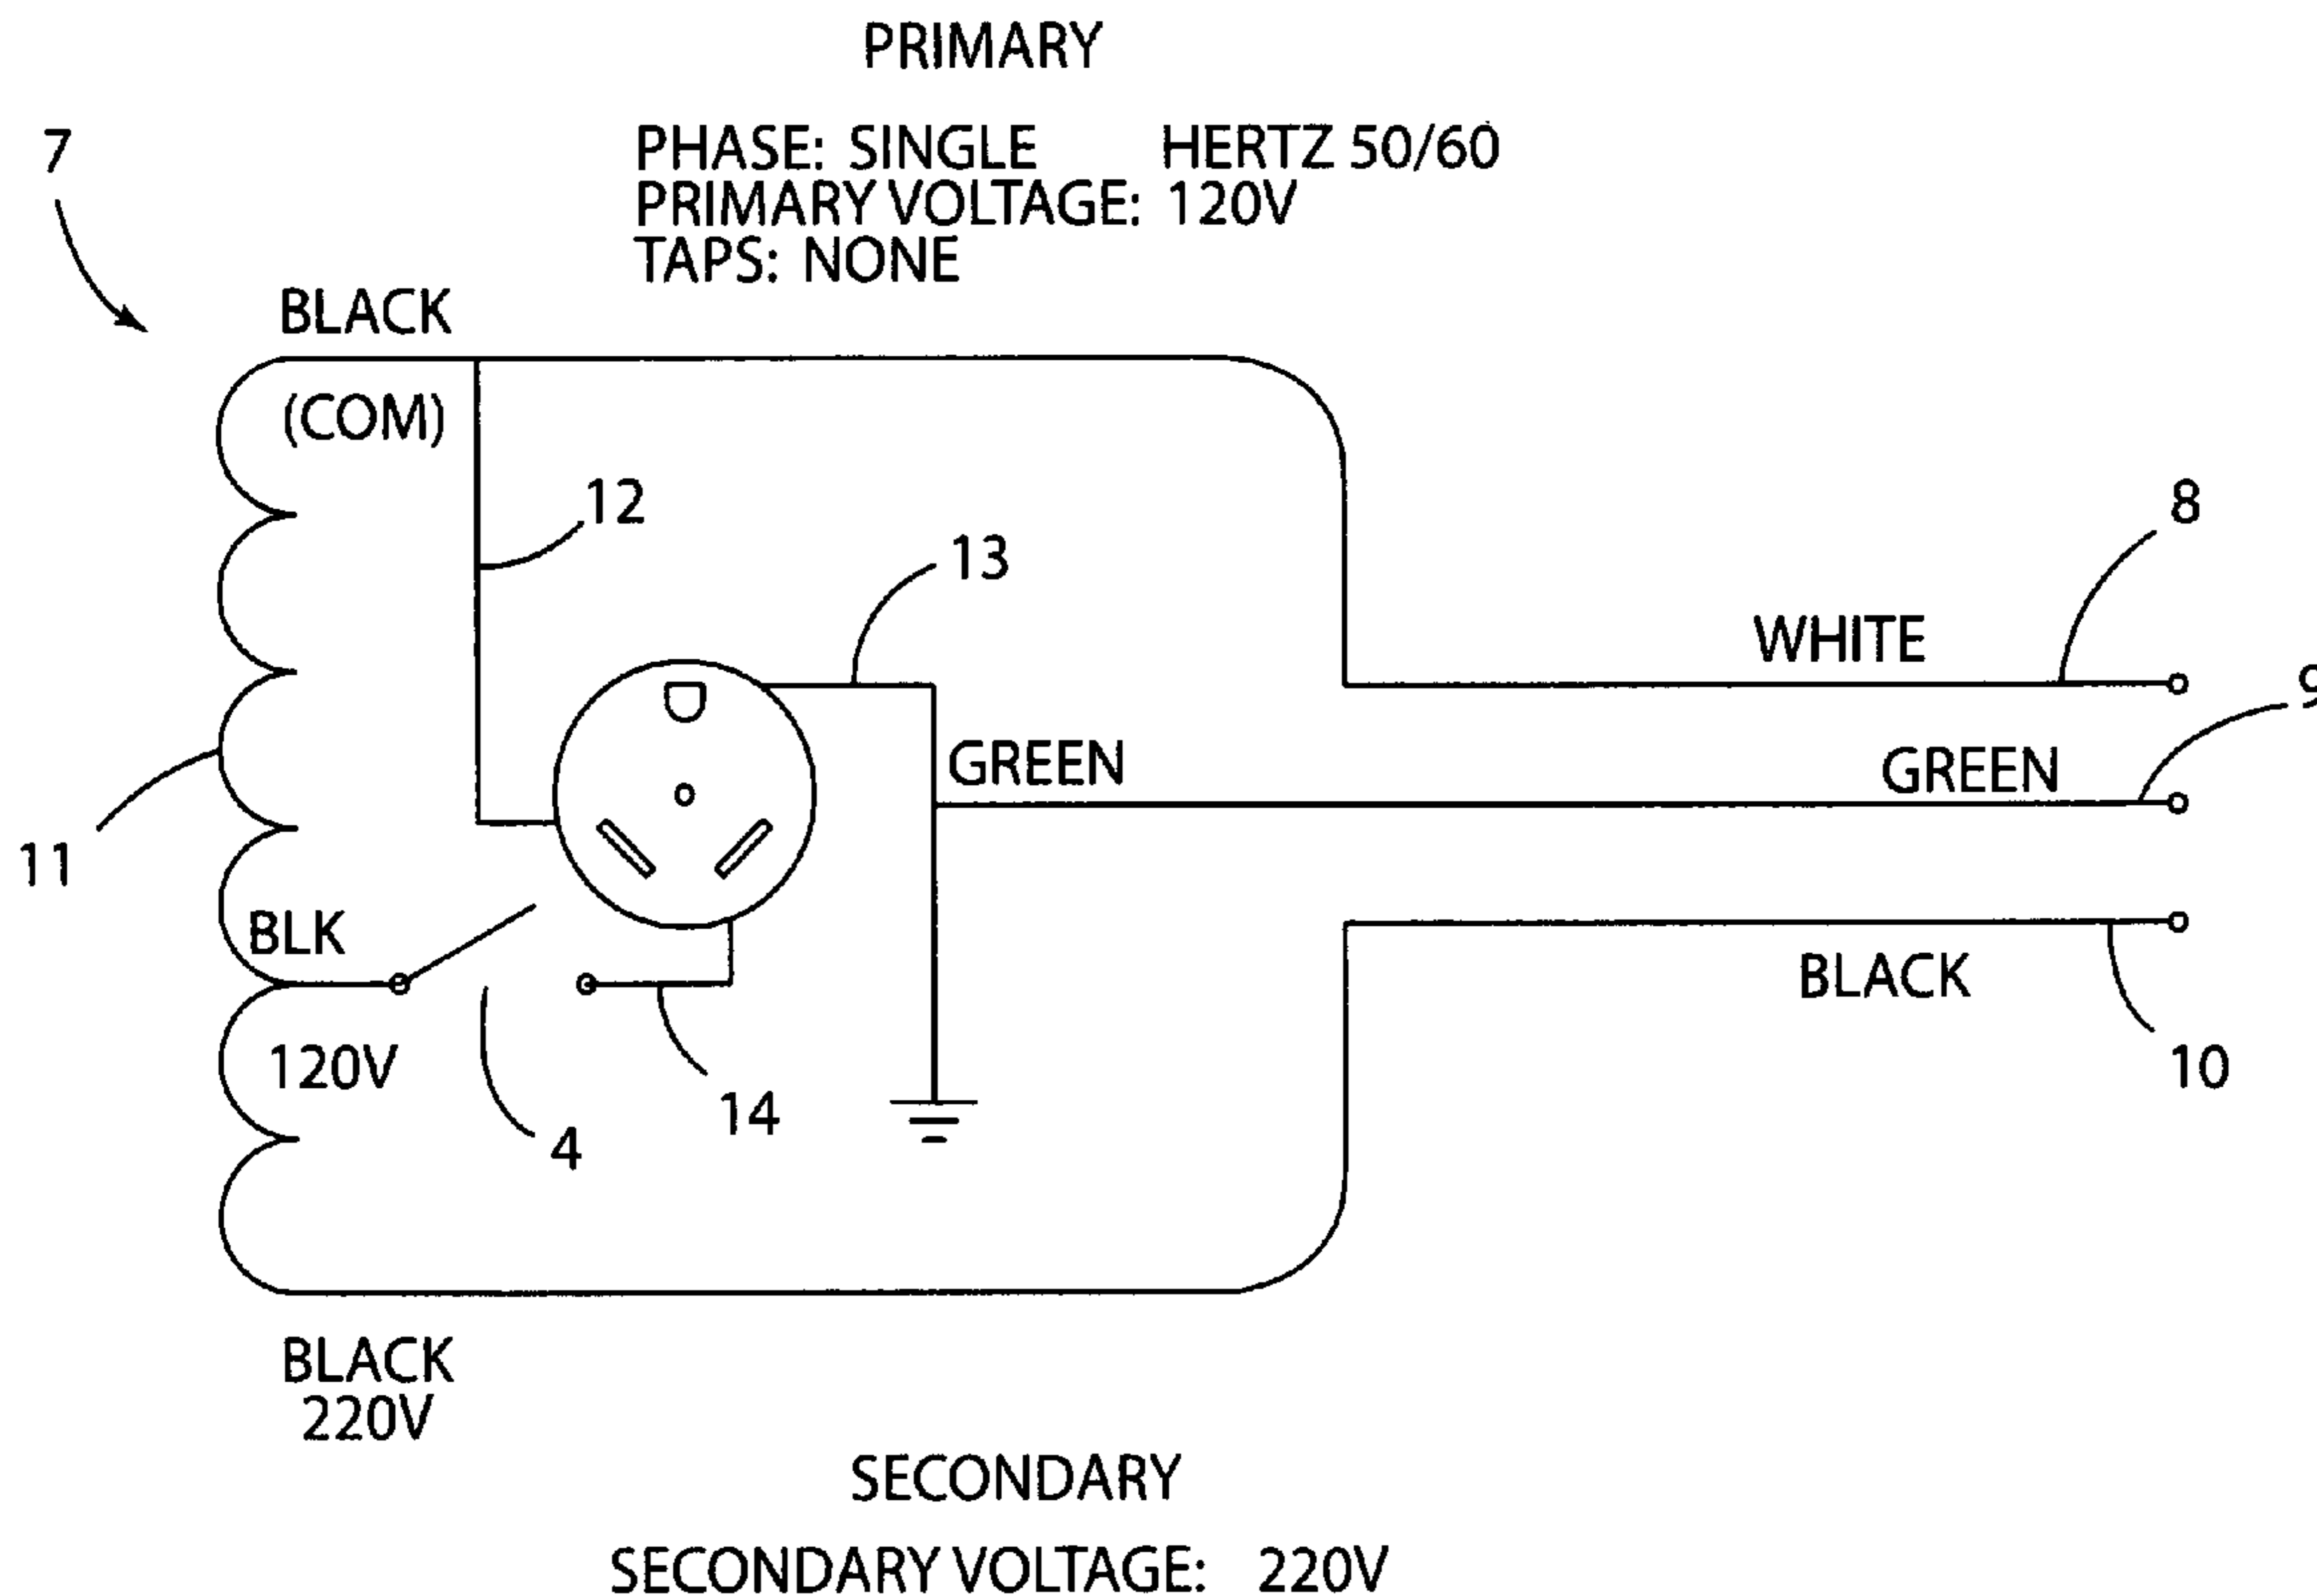 PRIMARY
7
PHASE: SINGLE HERTZ 50/60
PRIMARY VOLTAGE: 120V
TAPS: NONE
BLACK
(COM)
12
8
13
WHITE
9
GREEN
GREEN
11
BLK
BLACK
120V
10
14
4
BLACK
220V
SECONDARY
SECONDARY VOLTAGE: 220V